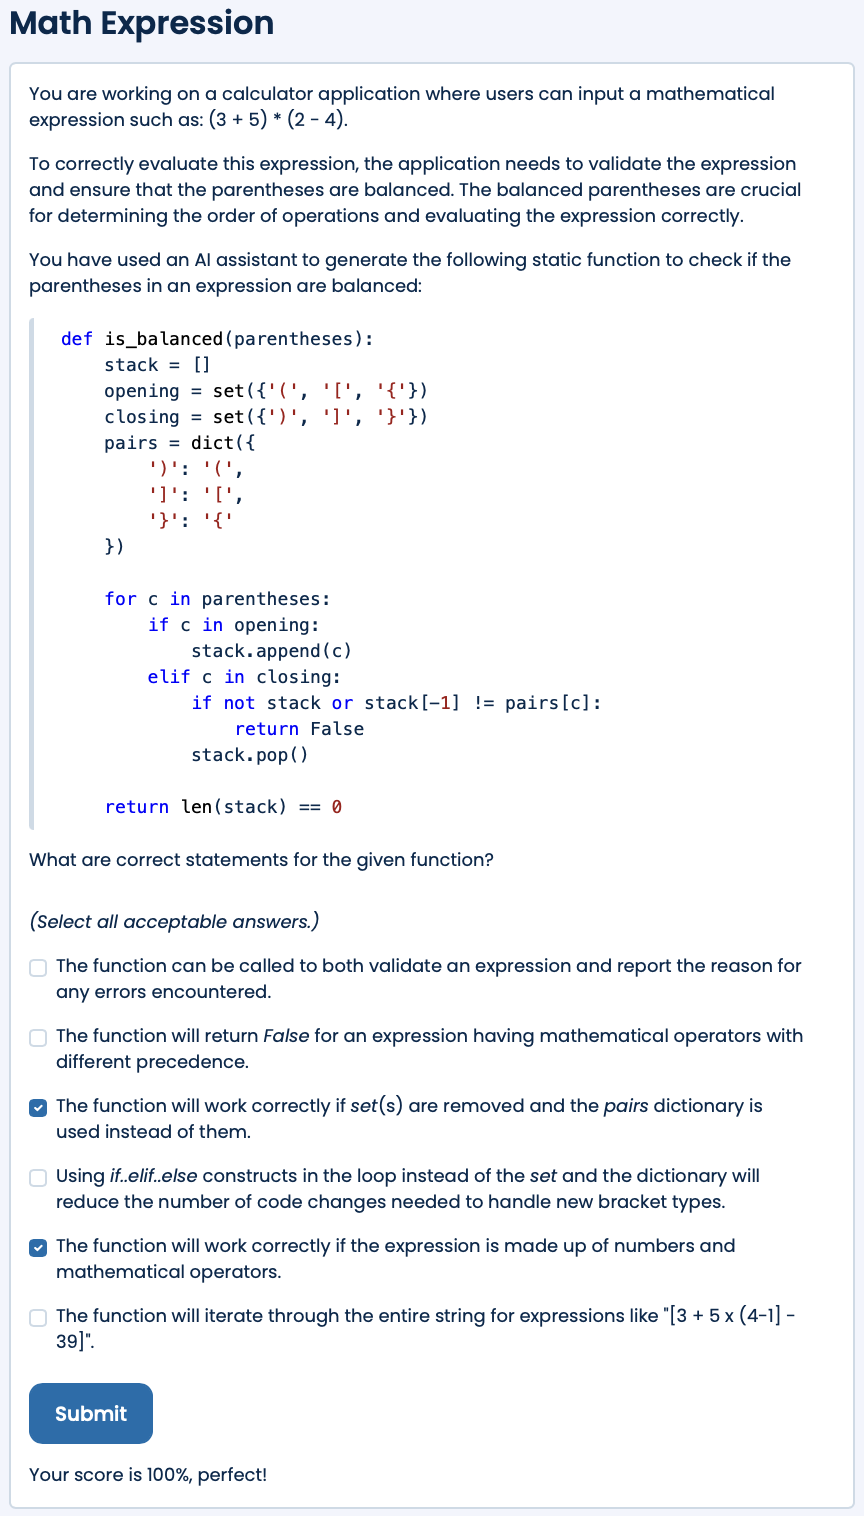 Math Expression
You are working on a calculator application where users can input a mathematical
expression such as: (3 + 5) * (2 - 4).
To correctly evaluate this expression, the application needs to validate the expression
and ensure that the parentheses are balanced. The balanced parentheses are crucial
for determining the order of operations and evaluating the expression correctly.
You have used an AI assistant to generate the following static function to check if the
parentheses in an expression are balanced:
def is_balanced(parentheses):
    stack = []
    opening = set({'(', '[', '{'})
    closing = set({')', ']', '}'})
    pairs = dict({
        ')': '(',
        ']': '[',
        '}': '{'
    })
    for c in parentheses:
        if c in opening:
            stack.append(c)
        elif c in closing:
            if not stack or stack[-1] != pairs[c]:
                return False
            stack.pop()
    return len(stack) == 0
What are correct statements for the given function?
(Select all acceptable answers.)
The function can be called to both validate an expression and report the reason for
any errors encountered.
The function will return False for an expression having mathematical operators with
different precedence.
The function will work correctly if set(s) are removed and the pairs dictionary is
used instead of them.
Using if..elif..else constructs in the loop instead of the set and the dictionary will
reduce the number of code changes needed to handle new bracket types.
The function will work correctly if the expression is made up of numbers and
mathematical operators.
The function will iterate through the entire string for expressions like "[3 + 5 x (4-1] -
39]".
Submit
Your score is 100%, perfect!